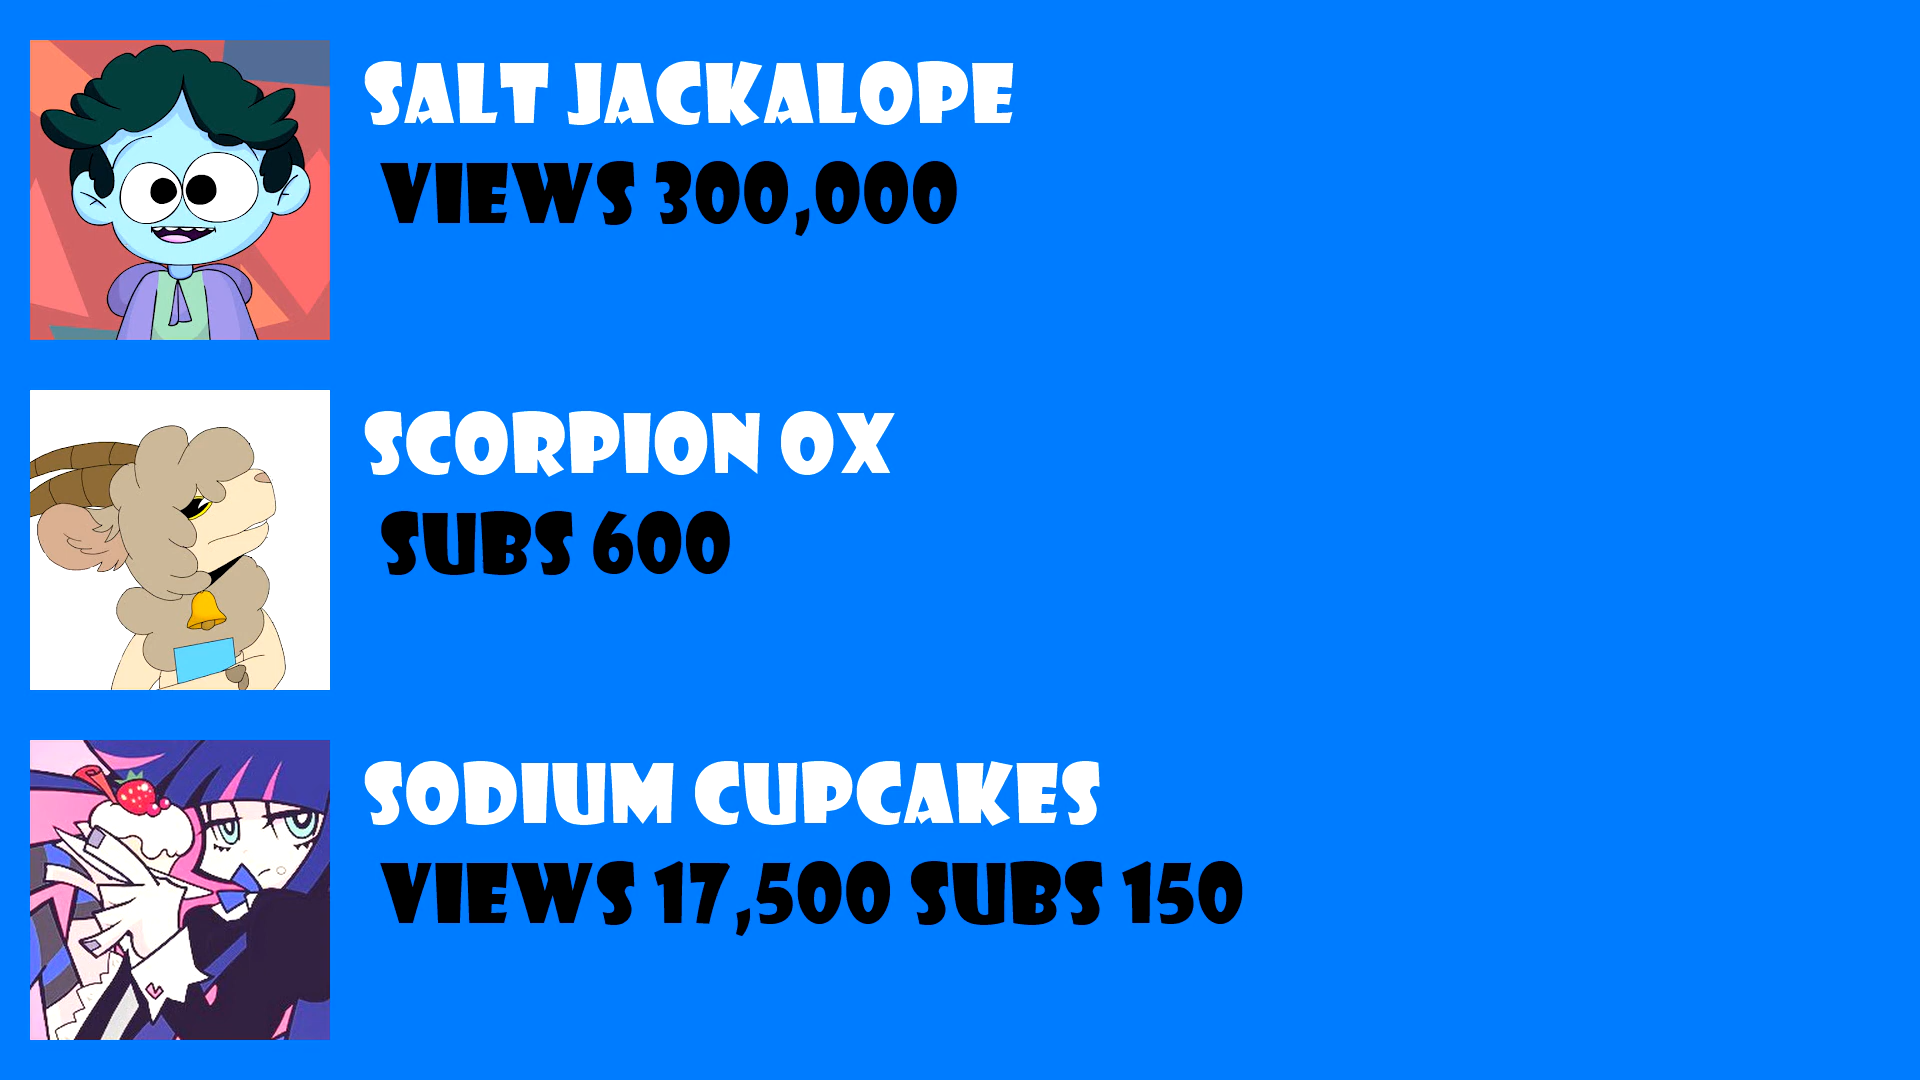 SALT JACKALOPE
VIEWS 300,000
SCORPION OX
SUBS 600
SODIUM CUPCAKES
VIEWS 17,500 SUBS 150